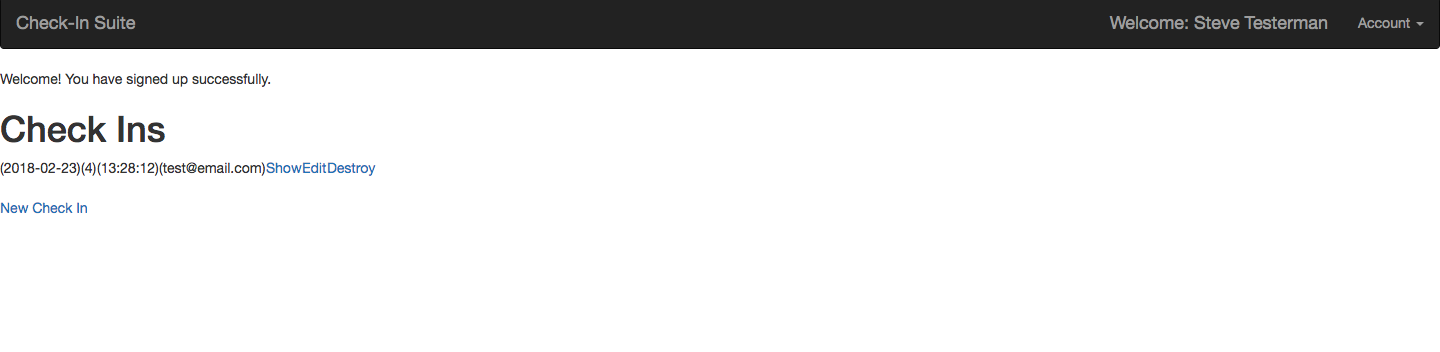 Check-In Suite Welcome: Steve Testerman Account
Welcome! You have signed up successfully.
Check Ins
(2018-02-23)(4)(13:28:12)(test@email.com)ShowEditDestroy
New Check In